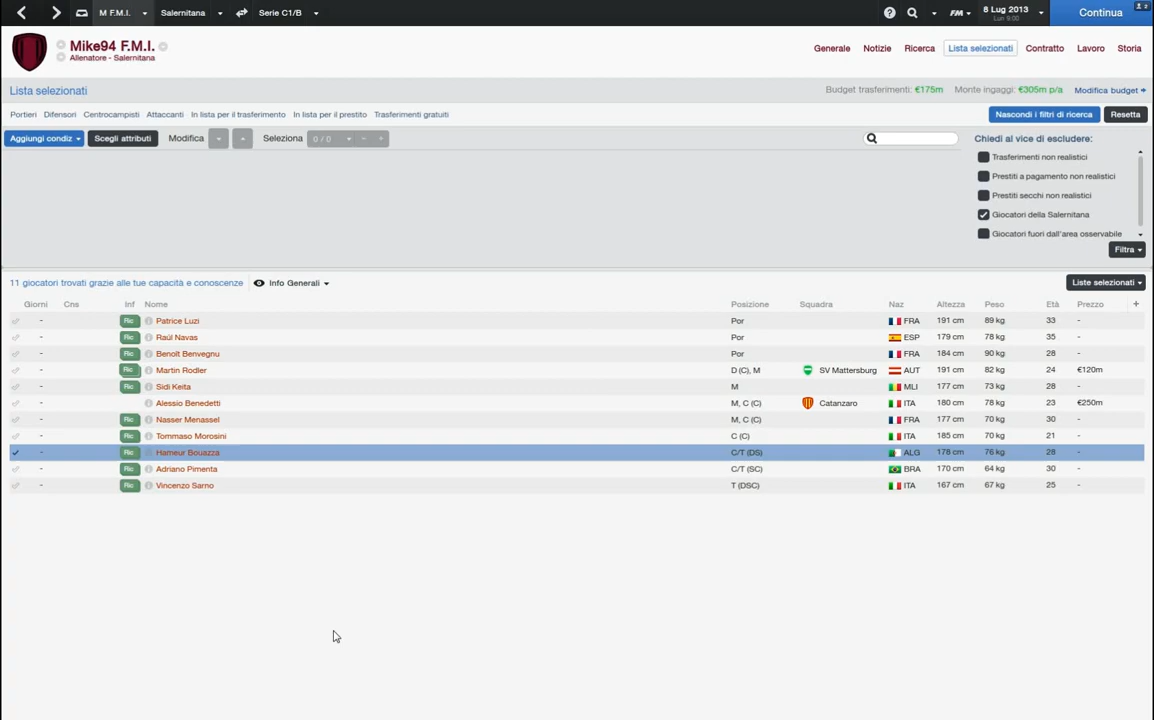 M F.M.I. Salernitana Serie C1/B FM 8 Lug 2013 Lun 9.00 Continua 2
Mike94 F.M.I.
Allenatore - Salernitana
Generale Notizie Ricerca Lista selezionati Contratto Lavoro Storia
Lista selezionati Budget trasferimenti: €175m Monte ingaggi: €305m p/a Modifica budget
Portieri Difensori Centrocampisti Attaccanti In lista per il trasferimento In lista per il prestito Trasferimenti gratuiti Nascondi i filtri di ricerca Resetta
Aggiungi condiz Scegli attributi Modifica Seleziona 0 / 0 Chiedi al vice di escludere:
Trasferimenti non realistici
Prestiti a pagamento non realistici
Prestiti secchi non realistici
Giocatori della Salernitana
Giocatori fuori dall'area osservabile
Filtra
11 giocatori trovati grazie alle tue capacità e conoscenze Info Generali Liste selezionati
Giorni Cns Inf Nome Posizione Squadra Naz Altezza Peso Età Prezzo +
- Ric Patrice Luzi Por FRA 191 cm 89 kg 33 -
- Ric Raúl Navas Por ESP 179 cm 78 kg 35 -
- Ric Benoît Benvegnu Por FRA 184 cm 90 kg 28 -
- Ric Martin Rodler D (C), M SV Mattersburg AUT 191 cm 82 kg 24 €120m
- Ric Sidi Keita M MLI 177 cm 73 kg 28 -
- Alessio Benedetti M, C (C) Catanzaro ITA 180 cm 78 kg 23 €250m
- Ric Nasser Menassel M, C (C) FRA 177 cm 70 kg 30 -
- Ric Tommaso Morosini C (C) ITA 185 cm 70 kg 21 -
- Ric Hameur Bouazza C/T (DS) ALG 178 cm 76 kg 28 -
- Ric Adriano Pimenta C/T (SC) BRA 170 cm 64 kg 30 -
- Ric Vincenzo Sarno T (DSC) ITA 167 cm 67 kg 25 -